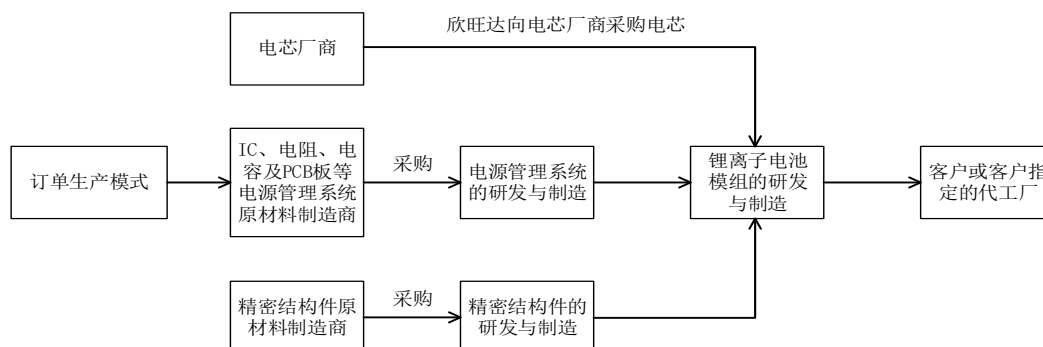 电芯厂商
欣旺达向电芯厂商采购电芯
订单生产模式
IC、电阻、电
容及PCB板等
电源管理系统
原材料制造商
采购
电源管理系统
的研发与制造
锂离子电池
模组的研发
与制造
客户或客户指
定的代工厂
精密结构件原
材料制造商
采购
精密结构件的
研发与制造